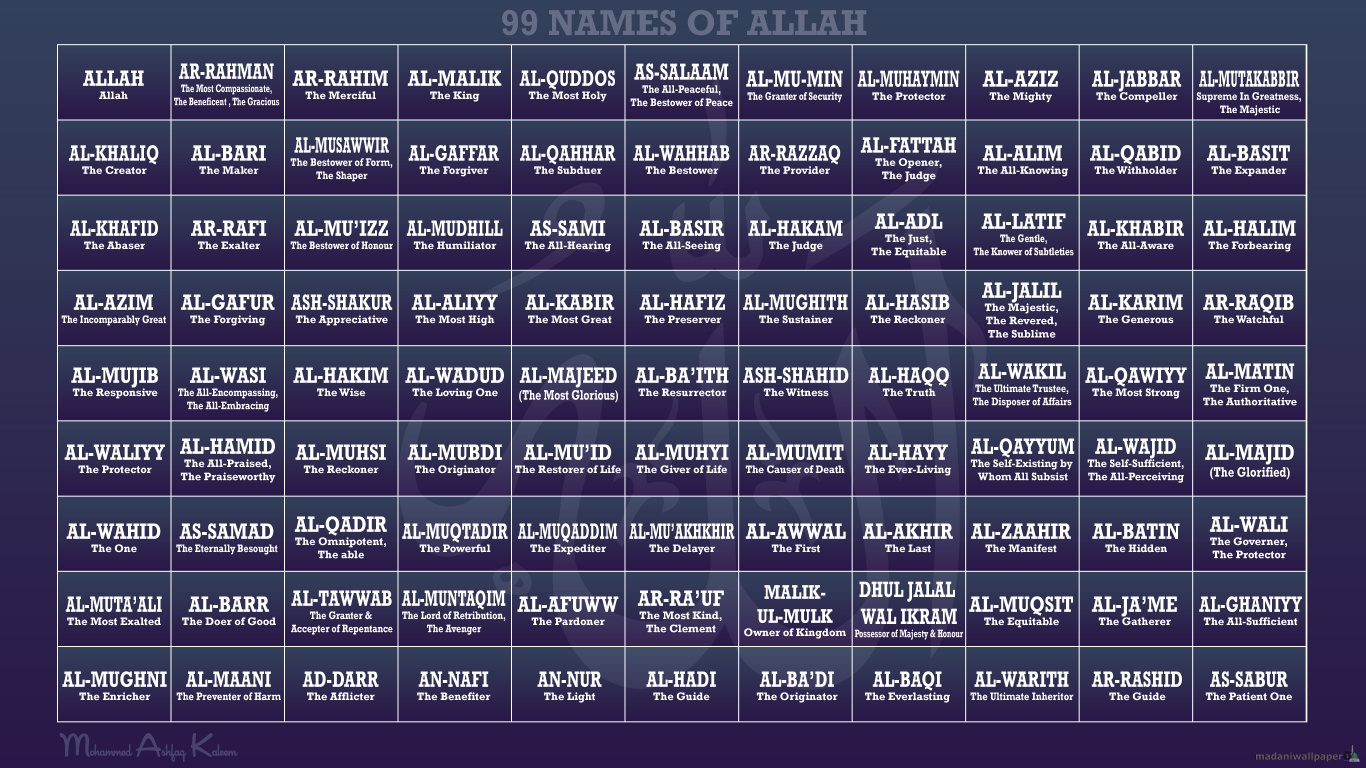 99 NAMES OF ALLAH
ALLAH
Allah
AR-RAHMAN
The Most Compassionate,
The Beneficent , The Gracious
AR-RAHIM
The Merciful
AL-MALIK
The King
AL-QUDDOS
The Most Holy
AS-SALAAM
The All-Peaceful,
The Bestower of Peace
AL-MU-MIN
The Granter of Security
AL-MUHAYMIN
The Protector
AL-AZIZ
The Mighty
AL-JABBAR
The Compeller
AL-MUTAKABBIR
Supreme In Greatness,
The Majestic
AL-KHALIQ
The Creator
AL-BARI
The Maker
AL-MUSAWWIR
The Bestower of Form,
The Shaper
AL-GAFFAR
The Forgiver
AL-QAHHAR
The Subduer
AL-WAHHAB
The Bestower
AR-RAZZAQ
The Provider
AL-FATTAH
The Opener,
The Judge
AL-ALIM
The All-Knowing
AL-QABID
The Withholder
AL-BASIT
The Expander
AL-KHAFID
The Abaser
AR-RAFI
The Exalter
AL-MU’IZZ
The Bestower of Honour
AL-MUDHILL
The Humiliator
AS-SAMI
The All-Hearing
AL-BASIR
The All-Seeing
AL-HAKAM
The Judge
AL-ADL
The Just,
The Equitable
AL-LATIF
The Gentle,
The Knower of Subtleties
AL-KHABIR
The All-Aware
AL-HALIM
The Forbearing
AL-AZIM
The Incomparably Great
AL-GAFUR
The Forgiving
ASH-SHAKUR
The Appreciative
AL-ALIYY
The Most High
AL-KABIR
The Most Great
AL-HAFIZ
The Preserver
AL-MUGHITH
The Sustainer
AL-HASIB
The Reckoner
AL-JALIL
The Majestic,
The Revered,
The Sublime
AL-KARIM
The Generous
AR-RAQIB
The Watchful
AL-MUJIB
The Responsive
AL-WASI
The All-Encompassing,
The All-Embracing
AL-HAKIM
The Wise
AL-WADUD
The Loving One
AL-MAJEED
(The Most Glorious)
AL-BA’ITH
The Resurrector
ASH-SHAHID
The Witness
AL-HAQQ
The Truth
AL-WAKIL
The Ultimate Trustee,
The Disposer of Affairs
AL-QAWIYY
The Most Strong
AL-MATIN
The Firm One,
The Authoritative
AL-WALIYY
The Protector
AL-HAMID
The All-Praised,
The Praiseworthy
AL-MUHSI
The Reckoner
AL-MUBDI
The Originator
AL-MU’ID
The Restorer of Life
AL-MUHYI
The Giver of Life
AL-MUMIT
The Causer of Death
AL-HAYY
The Ever-Living
AL-QAYYUM
The Self-Existing by
Whom All Subsist
AL-WAJID
The Self-Sufficient,
The All-Perceiving
AL-MAJID
(The Glorified)
AL-WAHID
The One
AS-SAMAD
The Eternally Besought
AL-QADIR
The Omnipotent,
The able
AL-MUQTADIR
The Powerful
AL-MUQADDIM
The Expediter
AL-MU’AKHKHIR
The Delayer
AL-AWWAL
The First
AL-AKHIR
The Last
AL-ZAAHIR
The Manifest
AL-BATIN
The Hidden
AL-WALI
The Governer,
The Protector
AL-MUTA’ALI
The Most Exalted
AL-BARR
The Doer of Good
AL-TAWWAB
The Granter &
Accepter of Repentance
AL-MUNTAQIM
The Lord of Retribution,
The Avenger
AL-AFUWW
The Pardoner
AR-RA’UF
The Most Kind,
The Clement
MALIK-
UL-MULK
Owner of Kingdom
DHUL JALAL
WAL IKRAM
Possessor of Majesty & Honour
AL-MUQSIT
The Equitable
AL-JA’ME
The Gatherer
AL-GHANIYY
The All-Sufficient
AL-MUGHNI
The Enricher
AL-MAANI
The Preventer of Harm
AD-DARR
The Afflicter
AN-NAFI
The Benefiter
AN-NUR
The Light
AL-HADI
The Guide
AL-BA’DI
The Originator
AL-BAQI
The Everlasting
AL-WARITH
The Ultimate Inheritor
AR-RASHID
The Guide
AS-SABUR
The Patient One
Mohammed Ashfaq Kaleem
madaniwallpaper